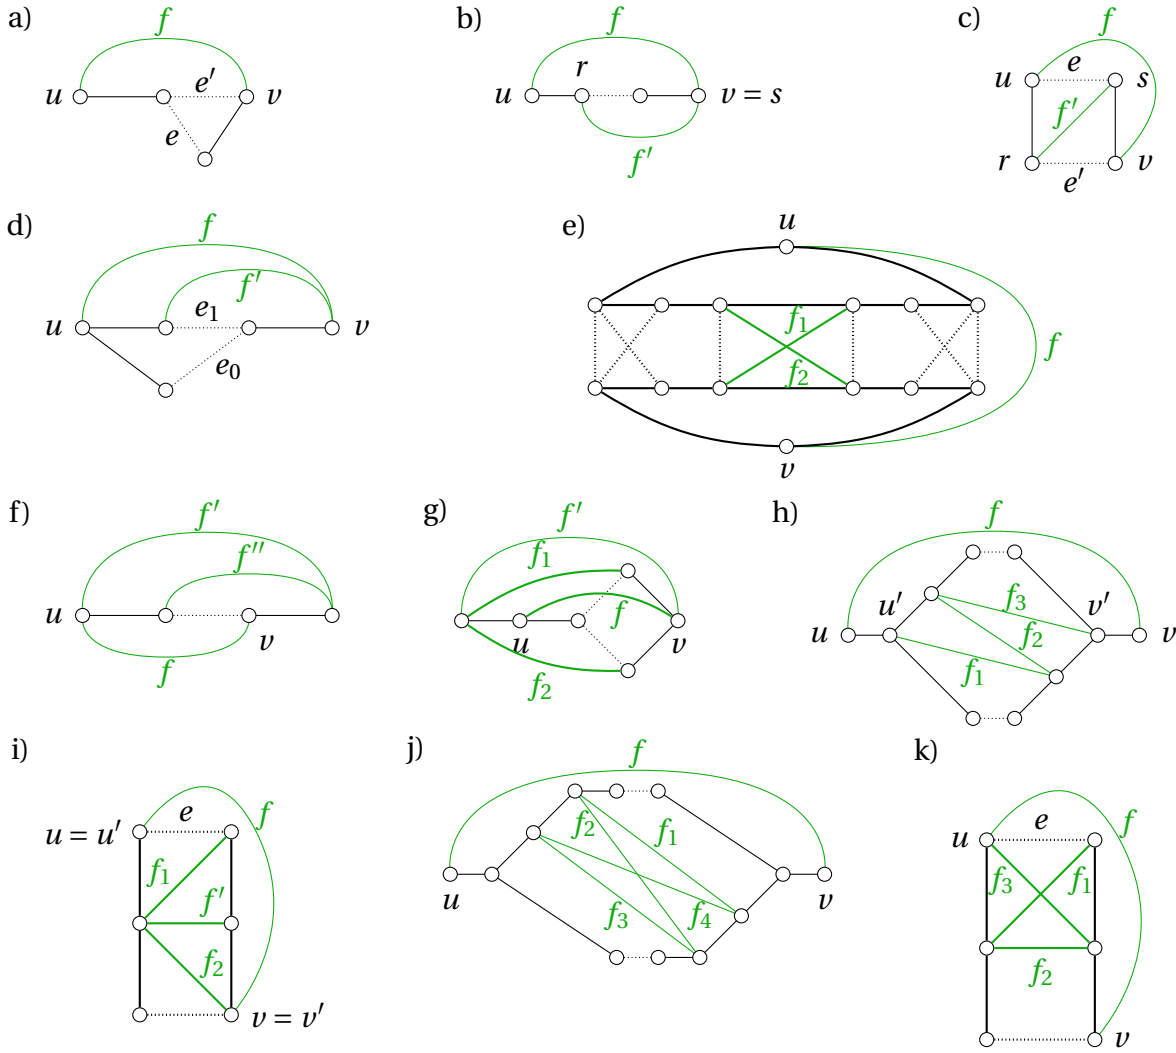 a)
f
u
e′
v
e
b)
f
r
u
v = s
f′
c)
f
u
e
s
f′
r
e′
v
d)
f
f′
u
e₁
v
e₀
e)
u
f₁
f₂
f
v
f)
f′
f″
u
v
f
g)
f′
f₁
f
u
v
f₂
h)
f
u′
f₃
v′
u
f₂
v
f₁
i)
e
f
u = u′
f₁
f′
f₂
v = v′
j)
f
f₂
f₁
u
f₃
f₄
v
k)
e
f
u
f₃
f₁
f₂
v